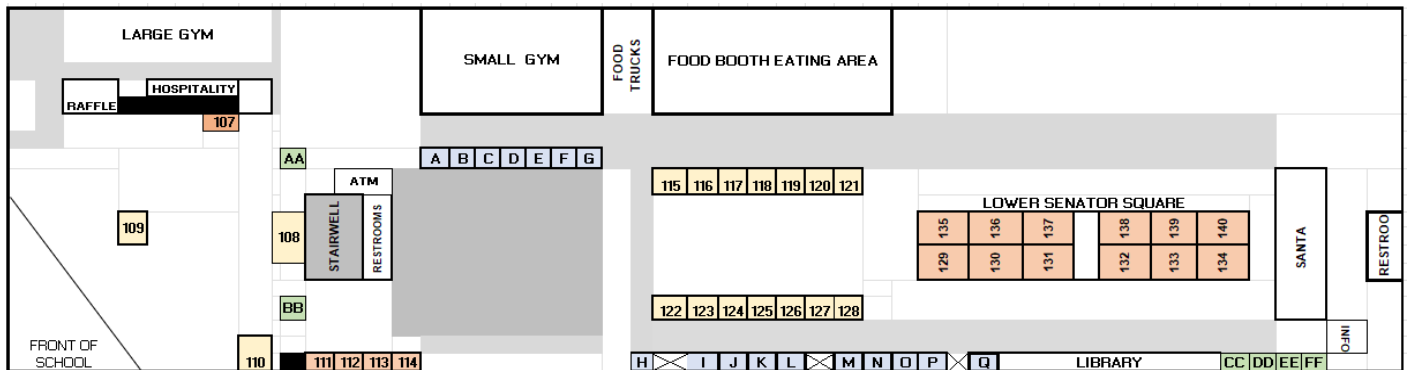 LARGE GYM
SMALL GYM
FOOD TRUCKS
FOOD BOOTH EATING AREA
HOSPITALITY
RAFFLE
107
AA
A B C D E F G
ATM
115 116 117 118 119 120 121
LOWER SENATOR SQUARE
109
108
STAIRWELL
RESTROOMS
135 136 137 138 139 140
129 130 131 132 133 134
SANTA
RESTROO
BB
122 123 124 125 126 127 128
INFO
FRONT OF
SCHOOL
110
111 112 113 114
H I J K L M N O P Q
LIBRARY
CC DD EE FF